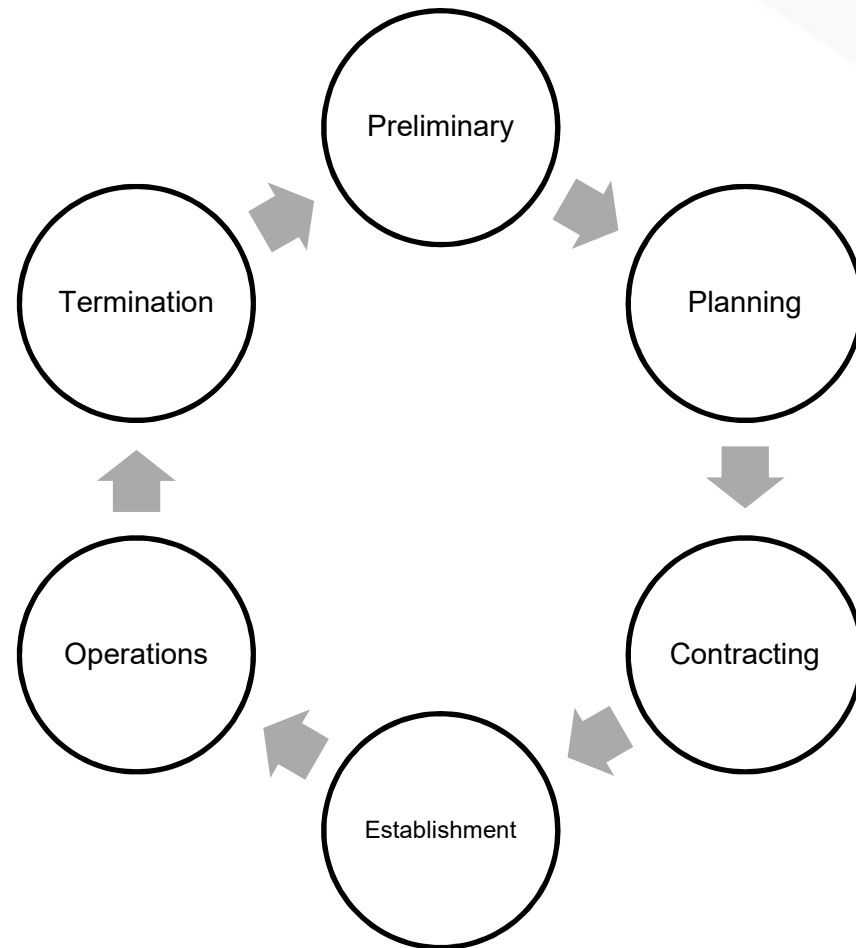 Preliminary
Planning
Contracting
Establishment
Operations
Termination